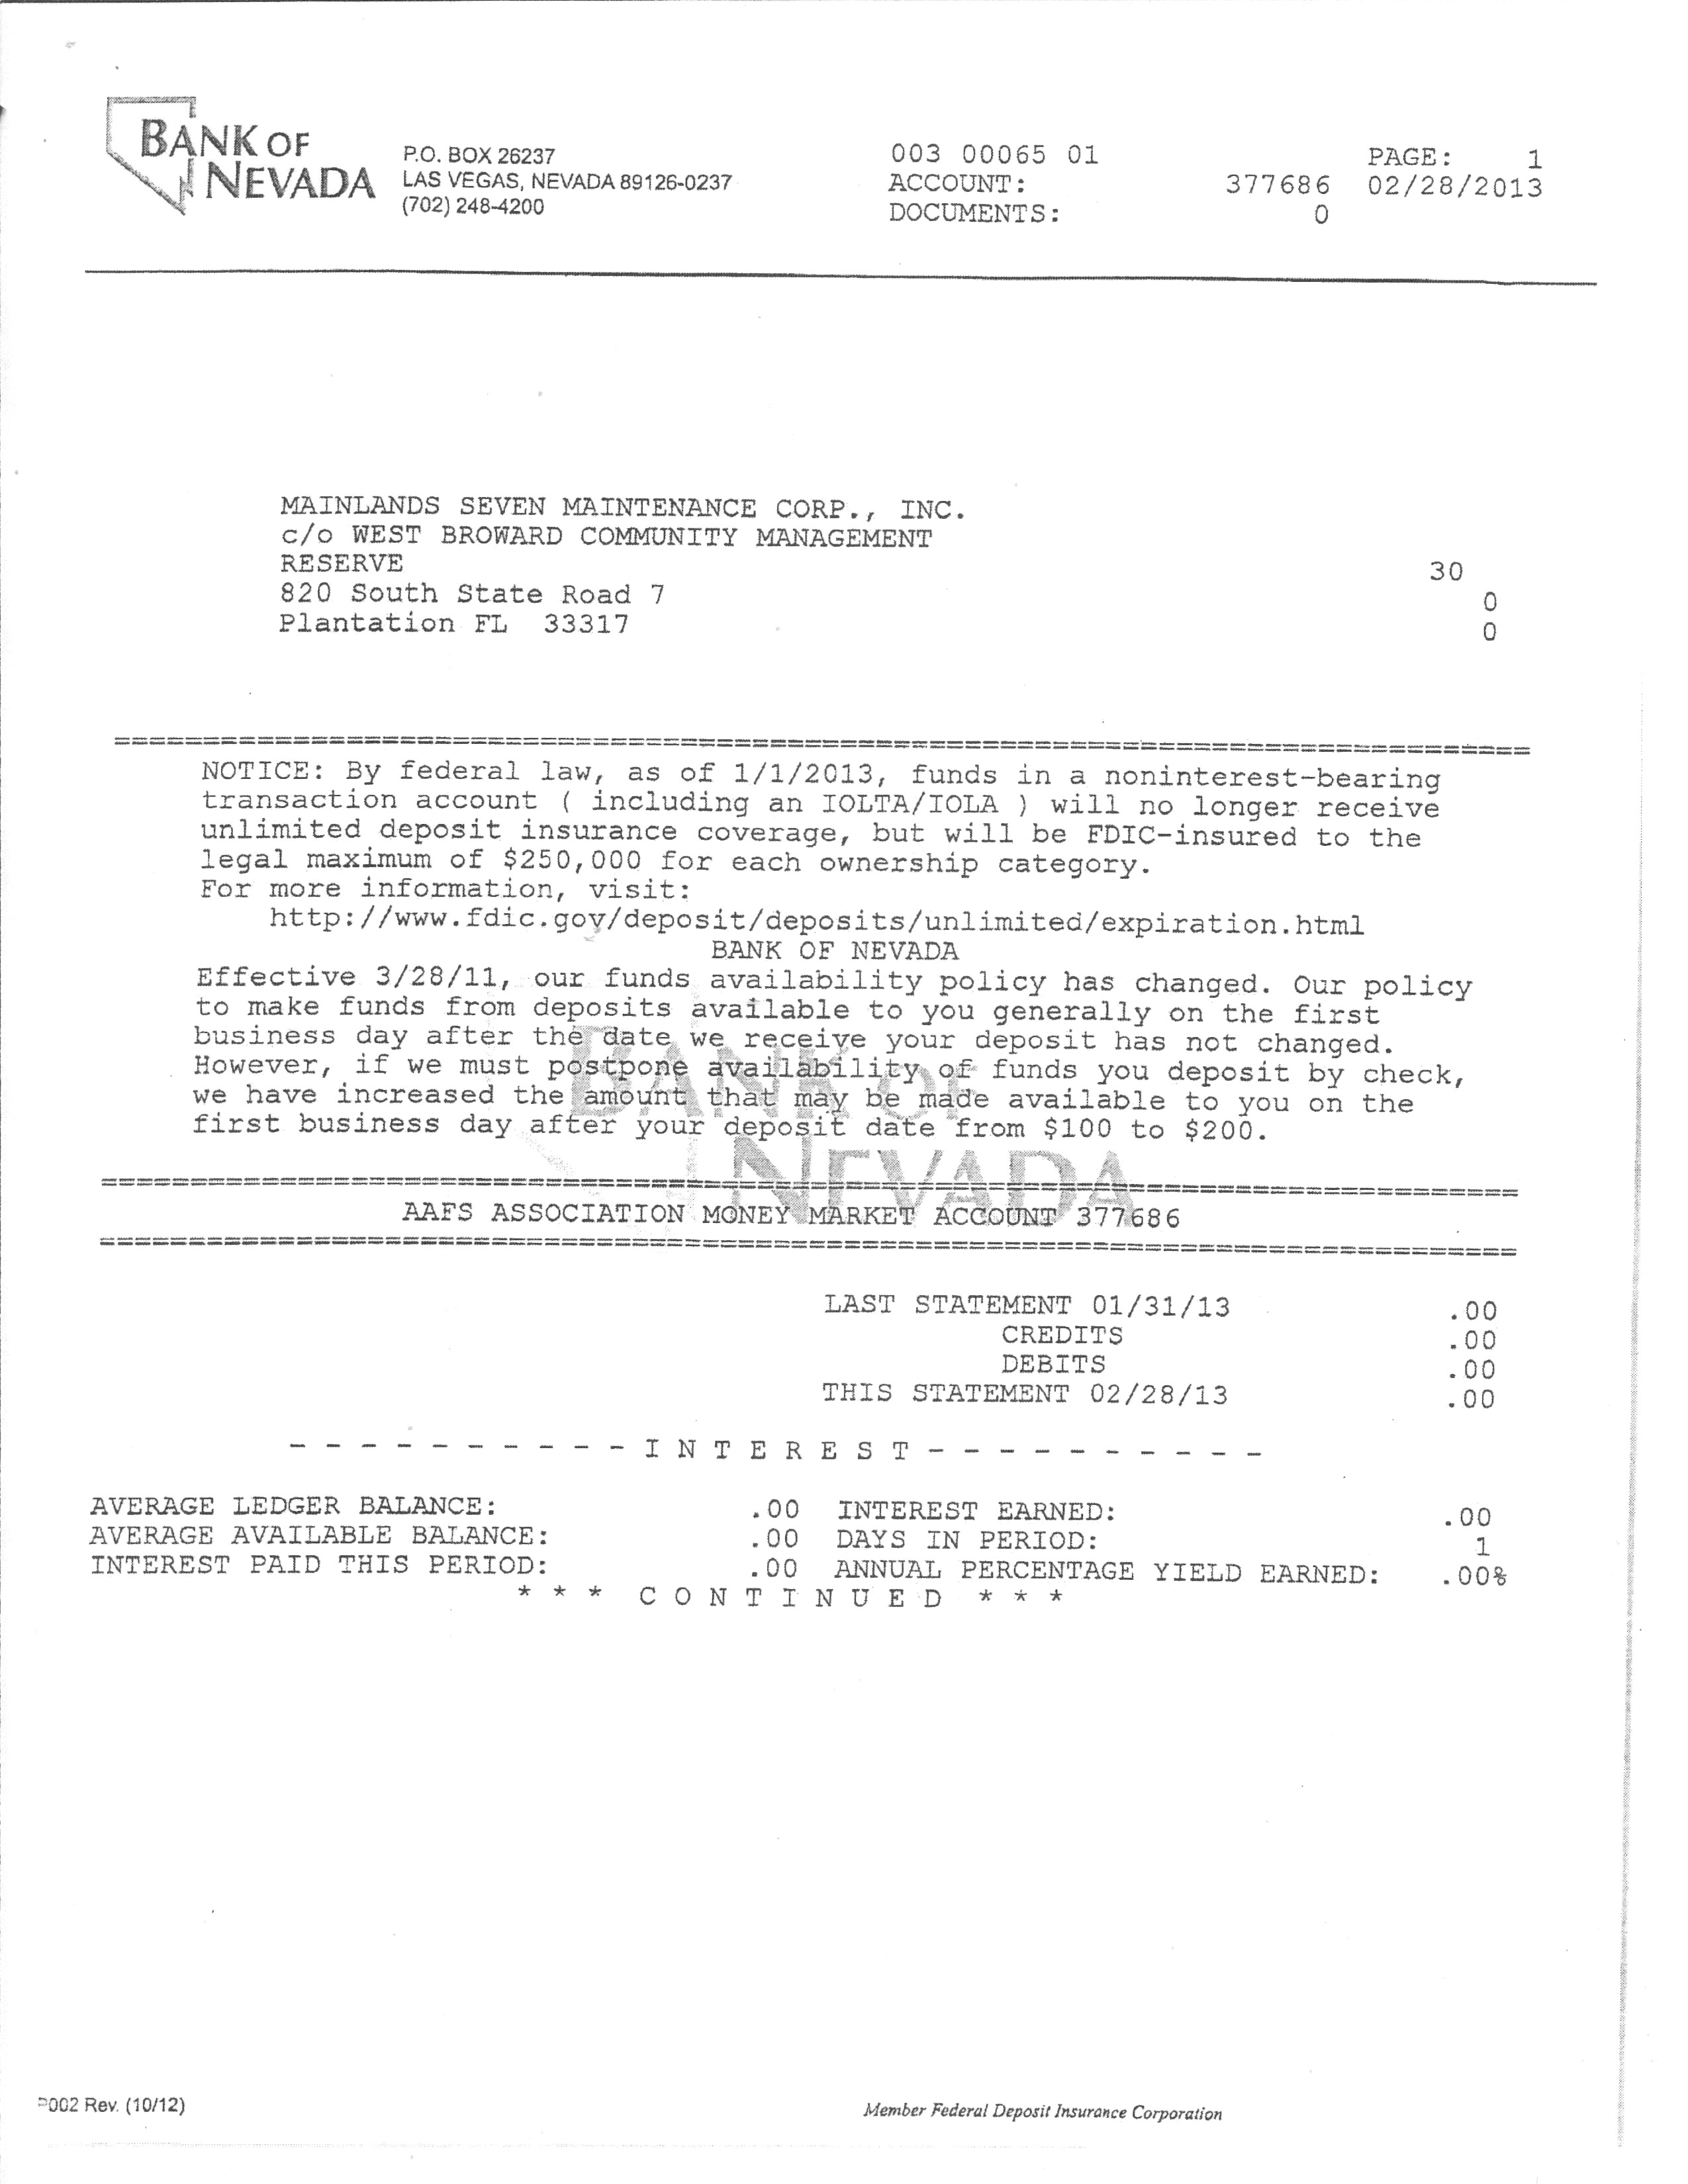 BANK OF
NEVADA
P.O. BOX 26237
LAS VEGAS, NEVADA 89126-0237
(702) 248-4200
003 00065 01 PAGE: 1
ACCOUNT: 377686 02/28/2013
DOCUMENTS: 0
MAINLANDS SEVEN MAINTENANCE CORP., INC.
c/o WEST BROWARD COMMUNITY MANAGEMENT
RESERVE 30
820 South State Road 7 0
Plantation FL 33317 0
================================================================================
NOTICE: By federal law, as of 1/1/2013, funds in a noninterest-bearing
transaction account ( including an IOLTA/IOLA ) will no longer receive
unlimited deposit insurance coverage, but will be FDIC-insured to the
legal maximum of $250,000 for each ownership category.
For more information, visit:
http://www.fdic.gov/deposit/deposits/unlimited/expiration.html
BANK OF NEVADA
Effective 3/28/11, our funds availability policy has changed. Our policy
to make funds from deposits available to you generally on the first
business day after the date we receive your deposit has not changed.
However, if we must postpone availability of funds you deposit by check,
we have increased the amount that may be made available to you on the
first business day after your deposit date from $100 to $200.
BANK OF
NEVADA
================================================================================
AAFS ASSOCIATION MONEY MARKET ACCOUNT 377686
================================================================================
LAST STATEMENT 01/31/13 .00
CREDITS .00
DEBITS .00
THIS STATEMENT 02/28/13 .00
- - - - - - - - - - I N T E R E S T - - - - - - - - - -
AVERAGE LEDGER BALANCE: .00 INTEREST EARNED: .00
AVERAGE AVAILABLE BALANCE: .00 DAYS IN PERIOD: 1
INTEREST PAID THIS PERIOD: .00 ANNUAL PERCENTAGE YIELD EARNED: .00%
* * * C O N T I N U E D * * *
P002 Rev. (10/12)
Member Federal Deposit Insurance Corporation